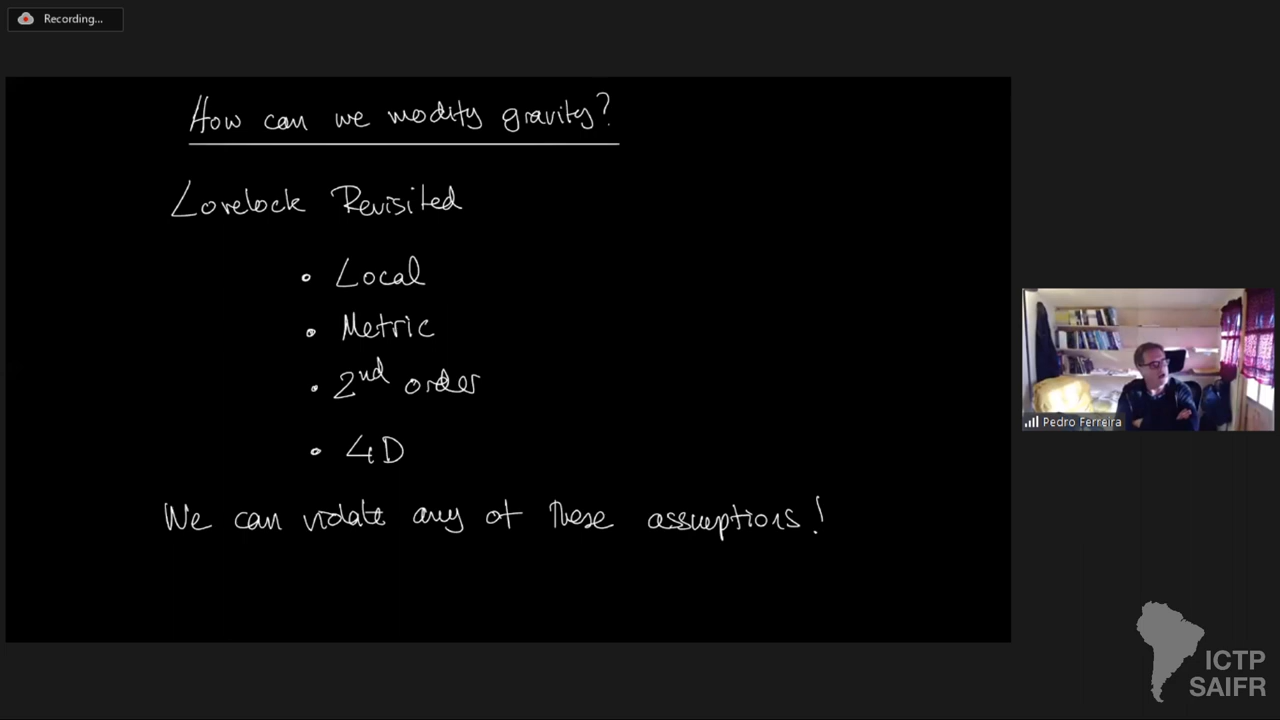 Recording...
How can we modify gravity?
Lovelock Revisited
• Local
• Metric
• 2nd order
• 4D
We can violate any of these assumptions!
Pedro Ferreira
ICTP
SAIFR